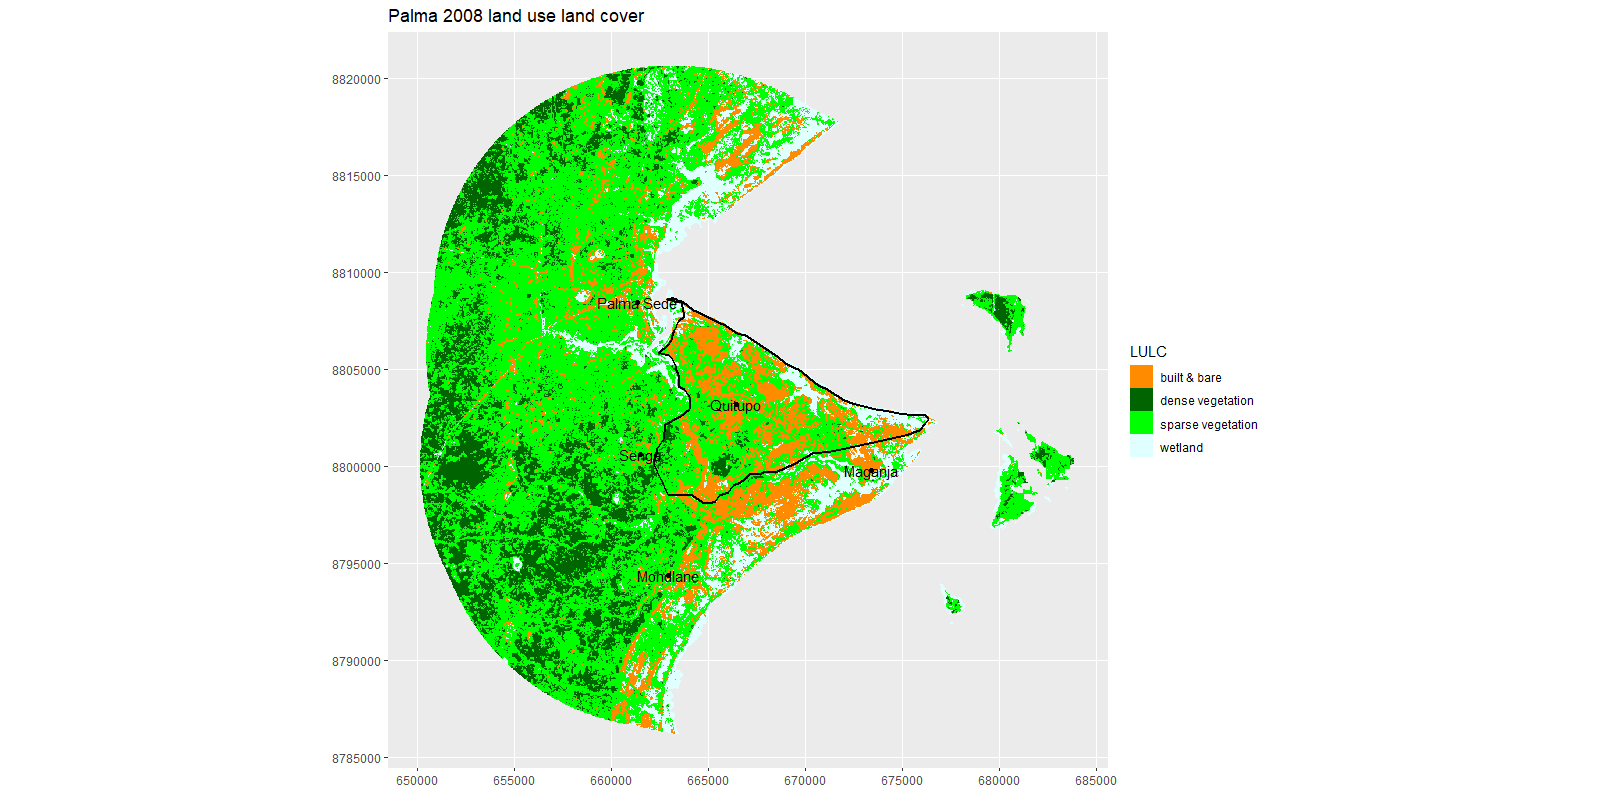 Palma 2008 land use land cover
8820000
8815000
8810000
8805000
8800000
8795000
8790000
8785000
Palma Sede
Quitupo
Senga
Maganja
Mondlane
650000 655000 660000 665000 670000 675000 680000 685000
LULC
built & bare
dense vegetation
sparse vegetation
wetland